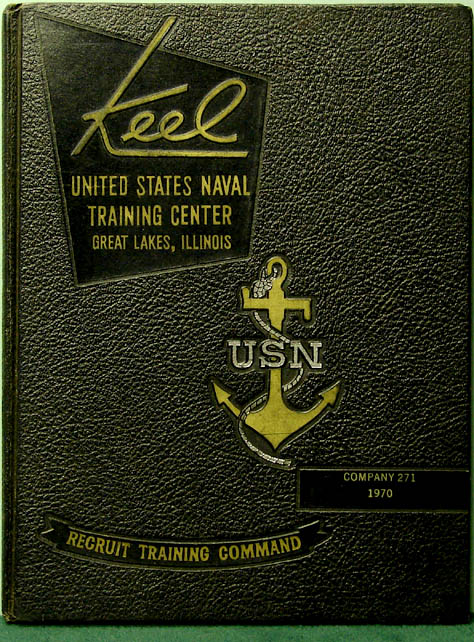 Keel
UNITED STATES NAVAL
TRAINING CENTER
GREAT LAKES, ILLINOIS
USN
COMPANY 271
1970
RECRUIT TRAINING COMMAND